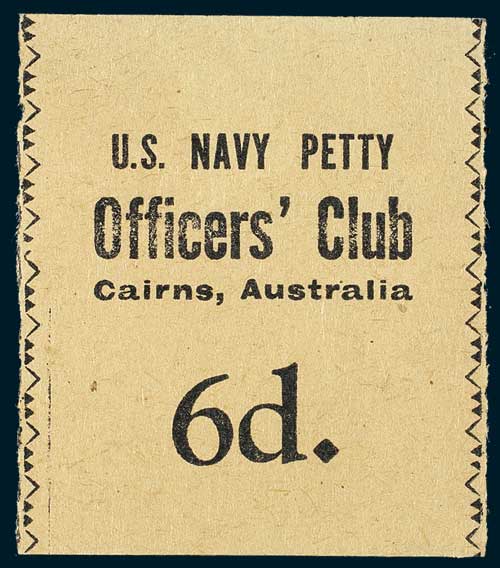 U.S. NAVY PETTY
Officers' Club
Cairns, Australia
6d.